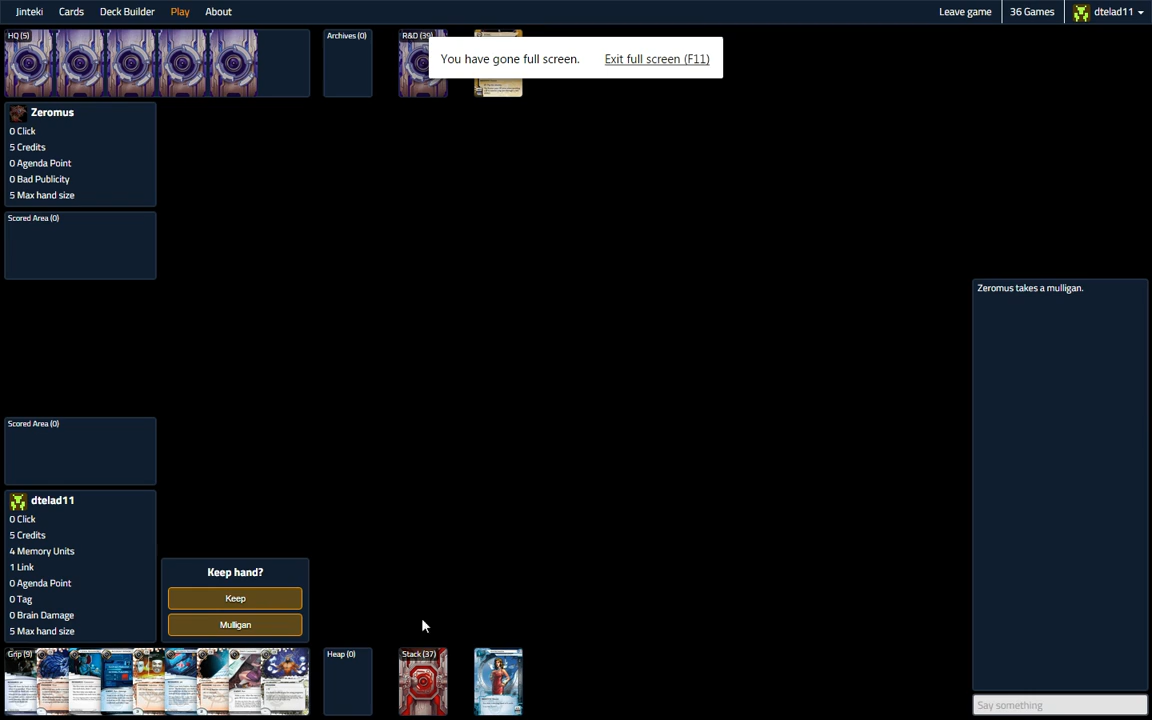 Jinteki Cards Deck Builder Play About Leave game 36 Games dtelad11
HQ (5) Archives (0) R&D (39)
You have gone full screen. Exit full screen (F11)
Zeromus
0 Click
5 Credits
0 Agenda Point
0 Bad Publicity
5 Max hand size
Scored Area (0)
Zeromus takes a mulligan.
Scored Area (0)
dtelad11
0 Click
5 Credits
4 Memory Units
1 Link
0 Agenda Point
0 Tag
0 Brain Damage
5 Max hand size
Keep hand?
Keep
Mulligan
Grip (9) Heap (0) Stack (37)
Say something